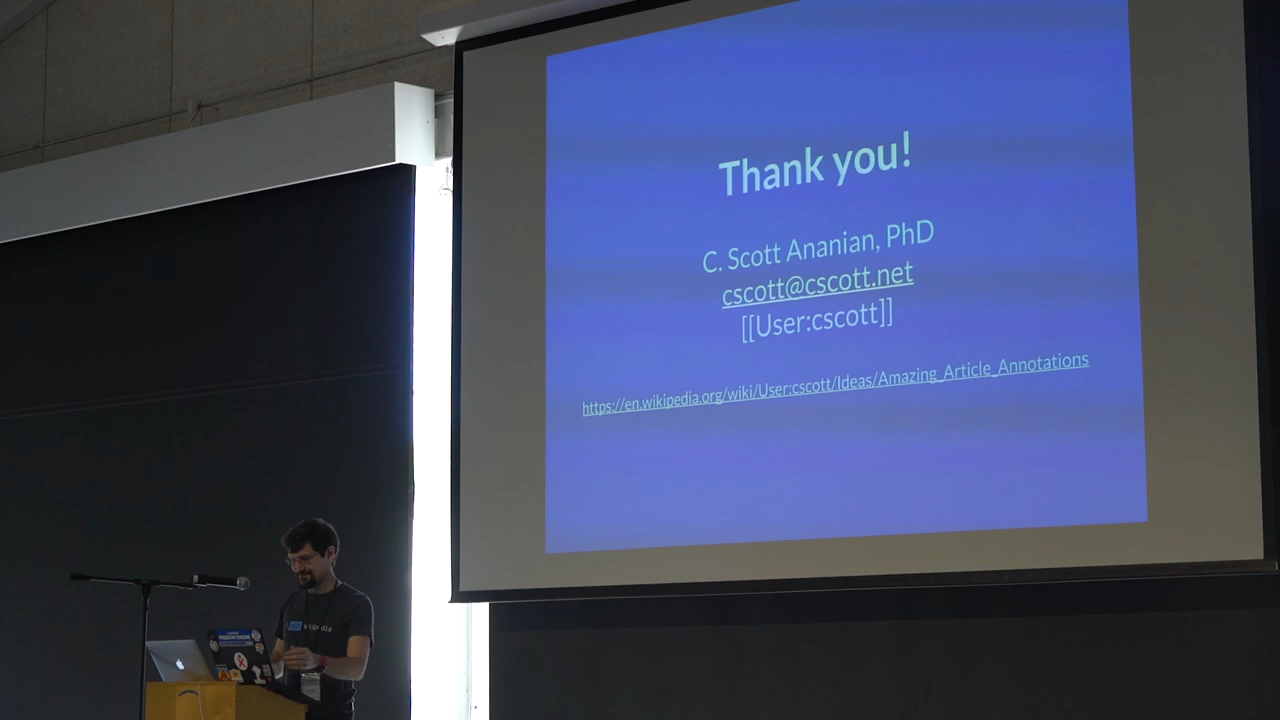 Thank you!
C. Scott Ananian, PhD
cscott@cscott.net
[[User:cscott]]
https://en.wikipedia.org/wiki/User:cscott/Ideas/Amazing_Article_Annotations